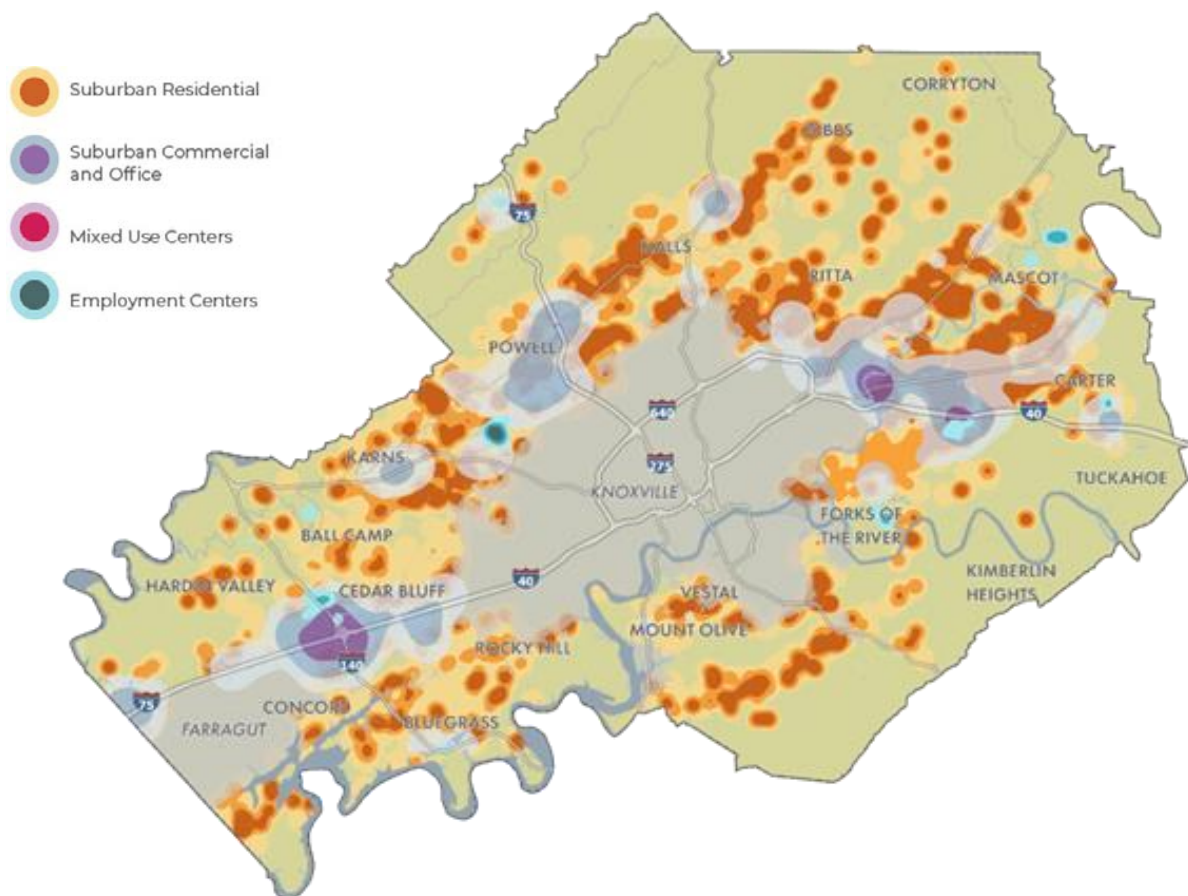 Suburban Residential
Suburban Commercial
and Office
Mixed Use Centers
Employment Centers
CORRYTON
75
HALLS
RITTA
MASCOT
POWELL
CARTER
640
40
KARNS
275
KNOXVILLE
TUCKAHOE
FORKS OF
THE RIVER
BALL CAMP
40
KIMBERLIN
HEIGHTS
HARDIN VALLEY
CEDAR BLUFF
VESTAL
MOUNT OLIVE
ROCKY HILL
140
75
CONCORD
FARRAGUT
BLUEGRASS